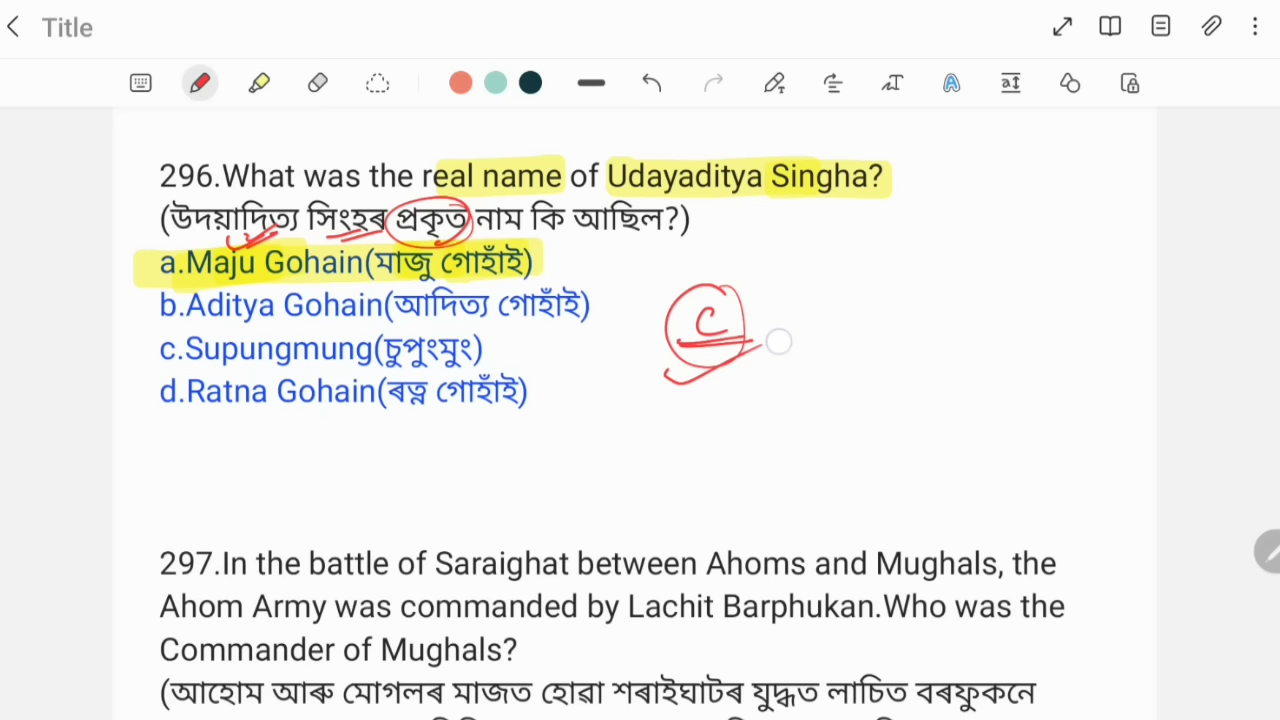 Title
296.What was the real name of Udayaditya Singha?
(উদয়াদিত্য সিংহৰ প্ৰকৃত নাম কি আছিল?)
a.Maju Gohain(মাজু গোহাঁই)
b.Aditya Gohain(আদিত্য গোহাঁই)
c.Supungmung(চুপুংমুং)
d.Ratna Gohain(ৰত্ন গোহাঁই)
C
297.In the battle of Saraighat between Ahoms and Mughals, the
Ahom Army was commanded by Lachit Barphukan.Who was the
Commander of Mughals?
(আহোম আৰু মোগলৰ মাজত হোৱা শৰাইঘাটৰ যুদ্ধত লাচিত বৰফুকনে